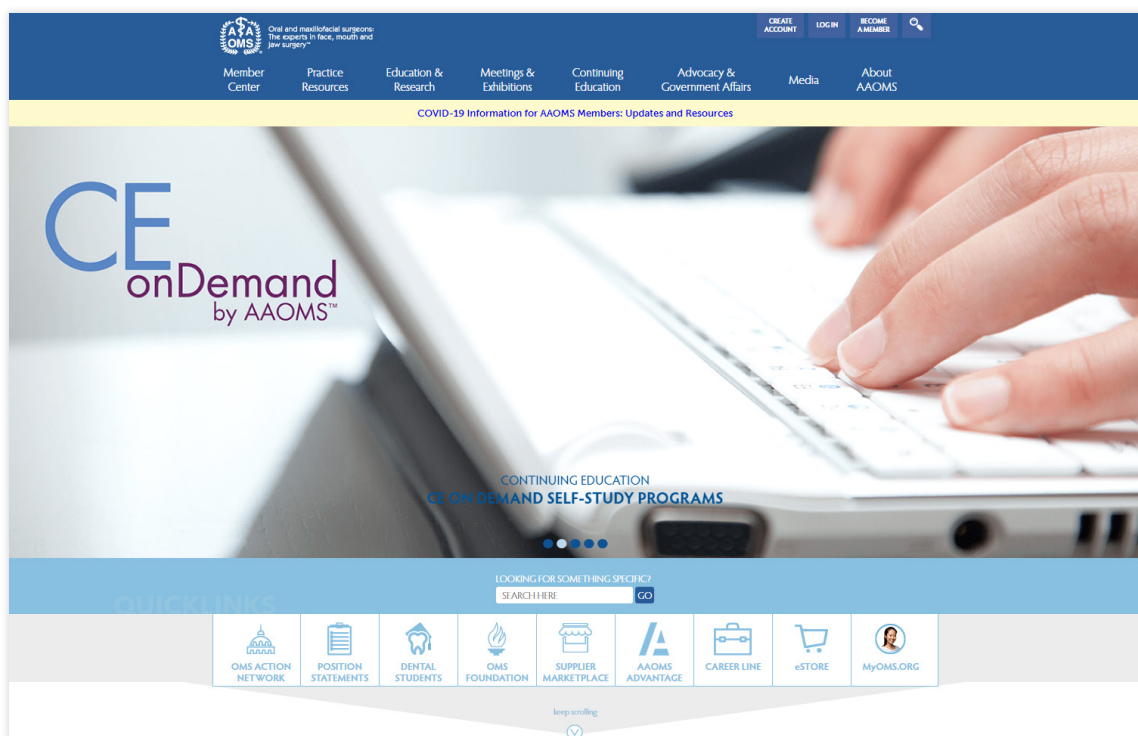 AA
OMS
Oral and maxillofacial surgeons:
The experts in face, mouth and
jaw surgery℠
CREATE
ACCOUNT
LOG IN
BECOME
A MEMBER
Member
Center
Practice
Resources
Education &
Research
Meetings &
Exhibitions
Continuing
Education
Advocacy &
Government Affairs
Media
About
AAOMS
COVID-19 Information for AAOMS Members: Updates and Resources
CE
onDemand
by AAOMS™
CONTINUING EDUCATION
CE ON DEMAND SELF-STUDY PROGRAMS
LOOKING FOR SOMETHING SPECIFIC?
SEARCH HERE
GO
QUICKLINKS
OMS ACTION
NETWORK
POSITION
STATEMENTS
DENTAL
STUDENTS
OMS
FOUNDATION
SUPPLIER
MARKETPLACE
AAOMS
ADVANTAGE
CAREER LINE
eSTORE
MyOMS.ORG
keep scrolling